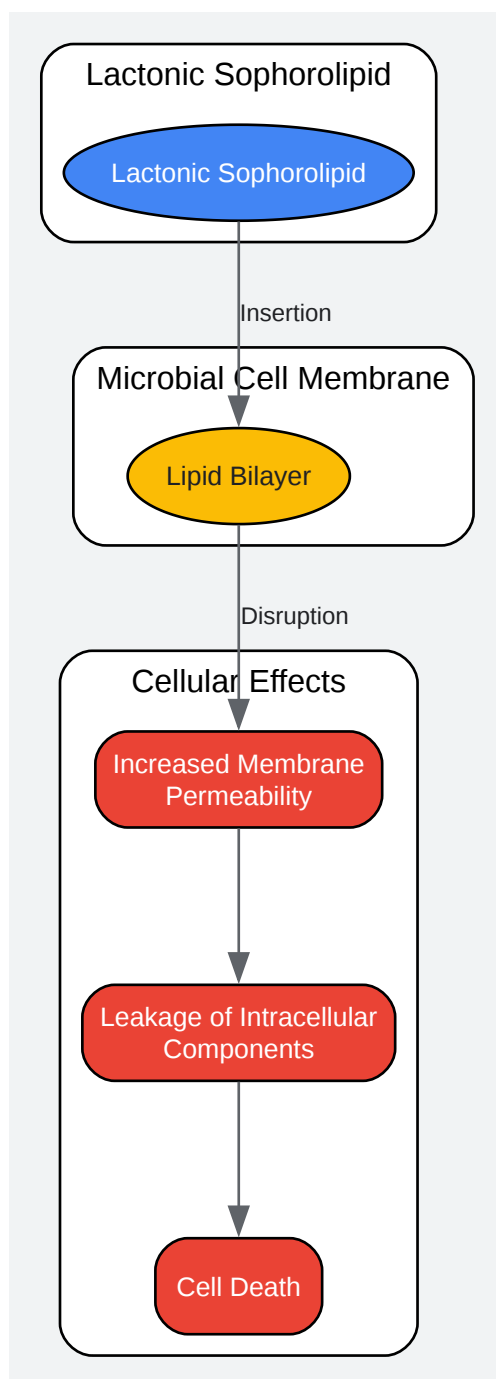 Lactonic Sophorolipid
Lactonic Sophorolipid
Insertion
Microbial Cell Membrane
Lipid Bilayer
Disruption
Cellular Effects
Increased Membrane
Permeability
Leakage of Intracellular
Components
Cell Death